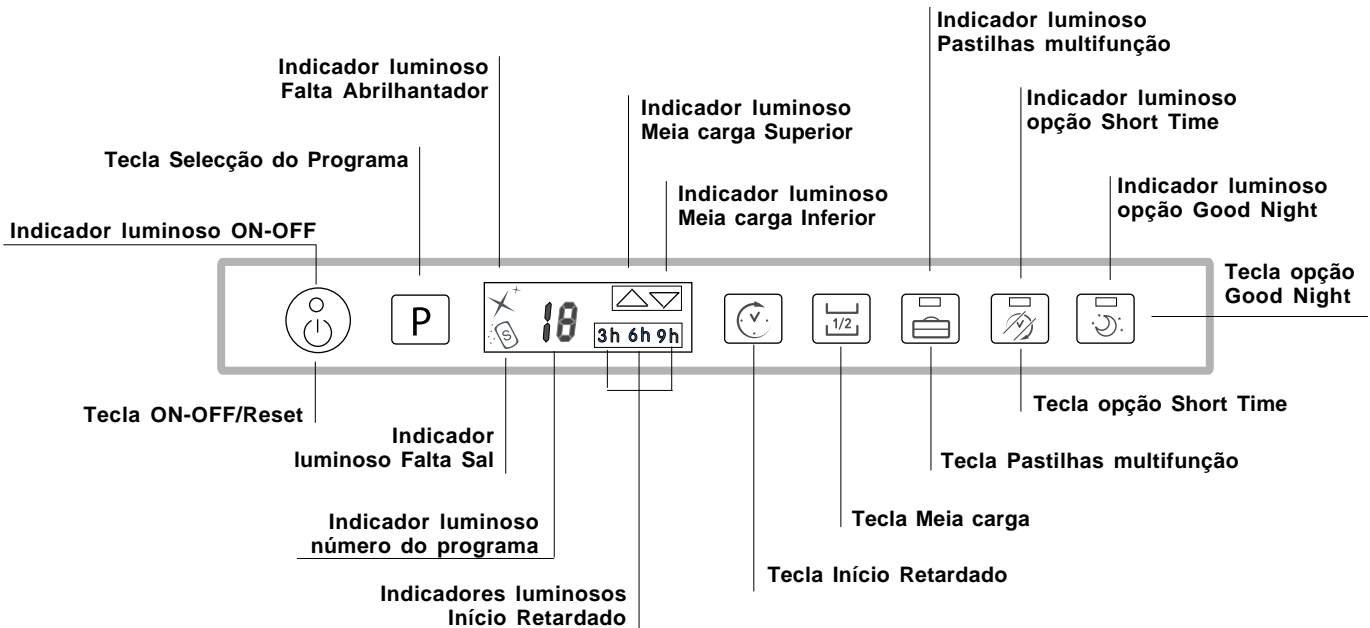 Indicador luminoso
Pastilhas multifunção
Indicador luminoso
Falta Abrilhantador
Indicador luminoso
Meia carga Superior
Indicador luminoso
opção Short Time
Tecla Selecção do Programa
Indicador luminoso
Meia carga Inferior
Indicador luminoso
opção Good Night
Indicador luminoso ON-OFF
Tecla opção
Good Night
P
S
18
3h 6h 9h
1/2
Tecla ON-OFF/Reset
Indicador
luminoso Falta Sal
Tecla opção Short Time
Tecla Pastilhas multifunção
Indicador luminoso
número do programa
Tecla Meia carga
Tecla Início Retardado
Indicadores luminosos
Início Retardado